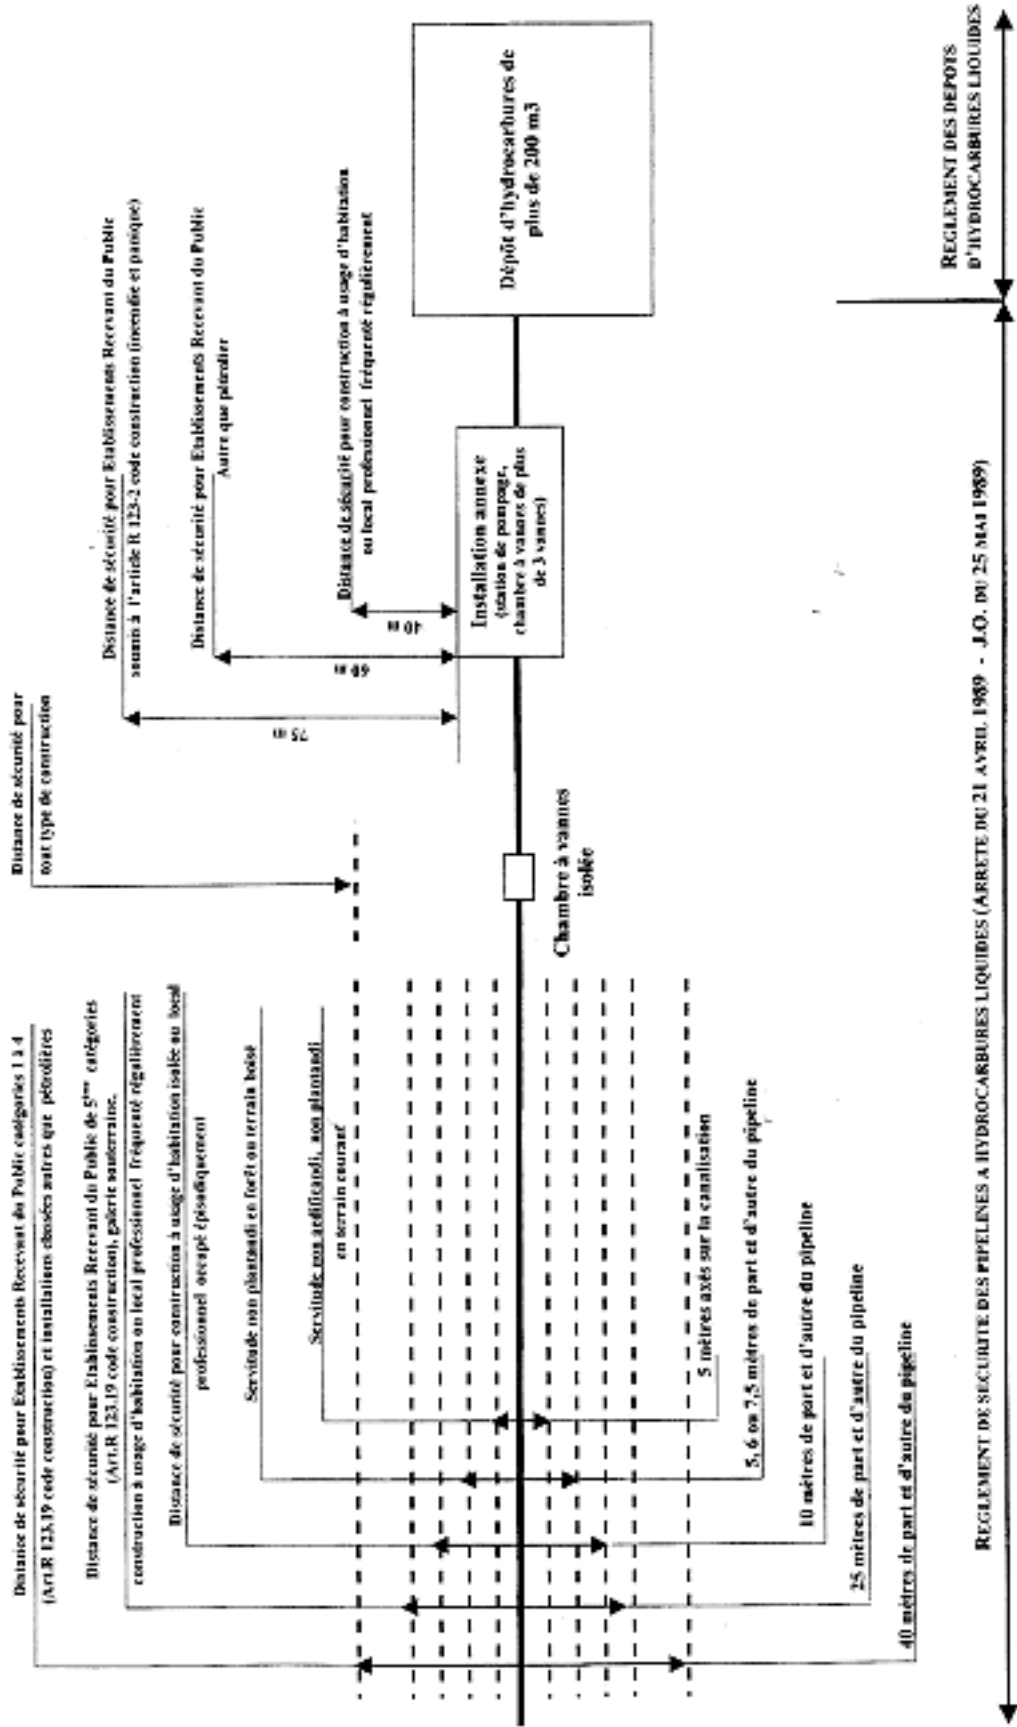 Distance de sécurité pour Etablissements Recevant du Public catégories 1 à 4
(Art.R 123.19 code construction) et installations classées autres que pétrolières
Distance de sécurité pour Etablissements Recevant du Public de 5ème catégories
(Art.R 123.19 code construction), galerie souterraine,
construction à usage d'habitation ou local professionnel fréquenté régulièrement
Distance de sécurité pour construction à usage d'habitation isolée ou local
professionnel occupé épisodiquement
Servitude non plantandi en forêt ou terrain boisé
Servitude non aedificandi, non plantandi
en terrain courant
5 mètres axés sur la canalisation
5, 6 ou 7,5 mètres de part et d'autre du pipeline
10 mètres de part et d'autre du pipeline
25 mètres de part et d'autre du pipeline
40 mètres de part et d'autre du pipeline
Distance de sécurité pour
tout type de construction
Chambre à vannes
isolée
Distance de sécurité pour Etablissements Recevant du Public
soumis à l'article R 123-2 code construction (incendie et panique)
Distance de sécurité pour Etablissements Recevant du Public
Autre que pétrolier
Distance de sécurité pour construction à usage d'habitation
ou local professionnel fréquenté régulièrement
75 m
60 m
40 m
Installation annexe
(station de pompage,
chambre à vannes de plus
de 3 vannes)
Dépôt d'hydrocarbures de
plus de 200 m3
REGLEMENT DE SECURITE DES PIPELINES A HYDROCARBURES LIQUIDES (ARRETE DU 21 AVRIL 1989 - J.O. DU 25 MAI 1989)
REGLEMENT DES DEPOTS
D'HYDROCARBURES LIQUIDES